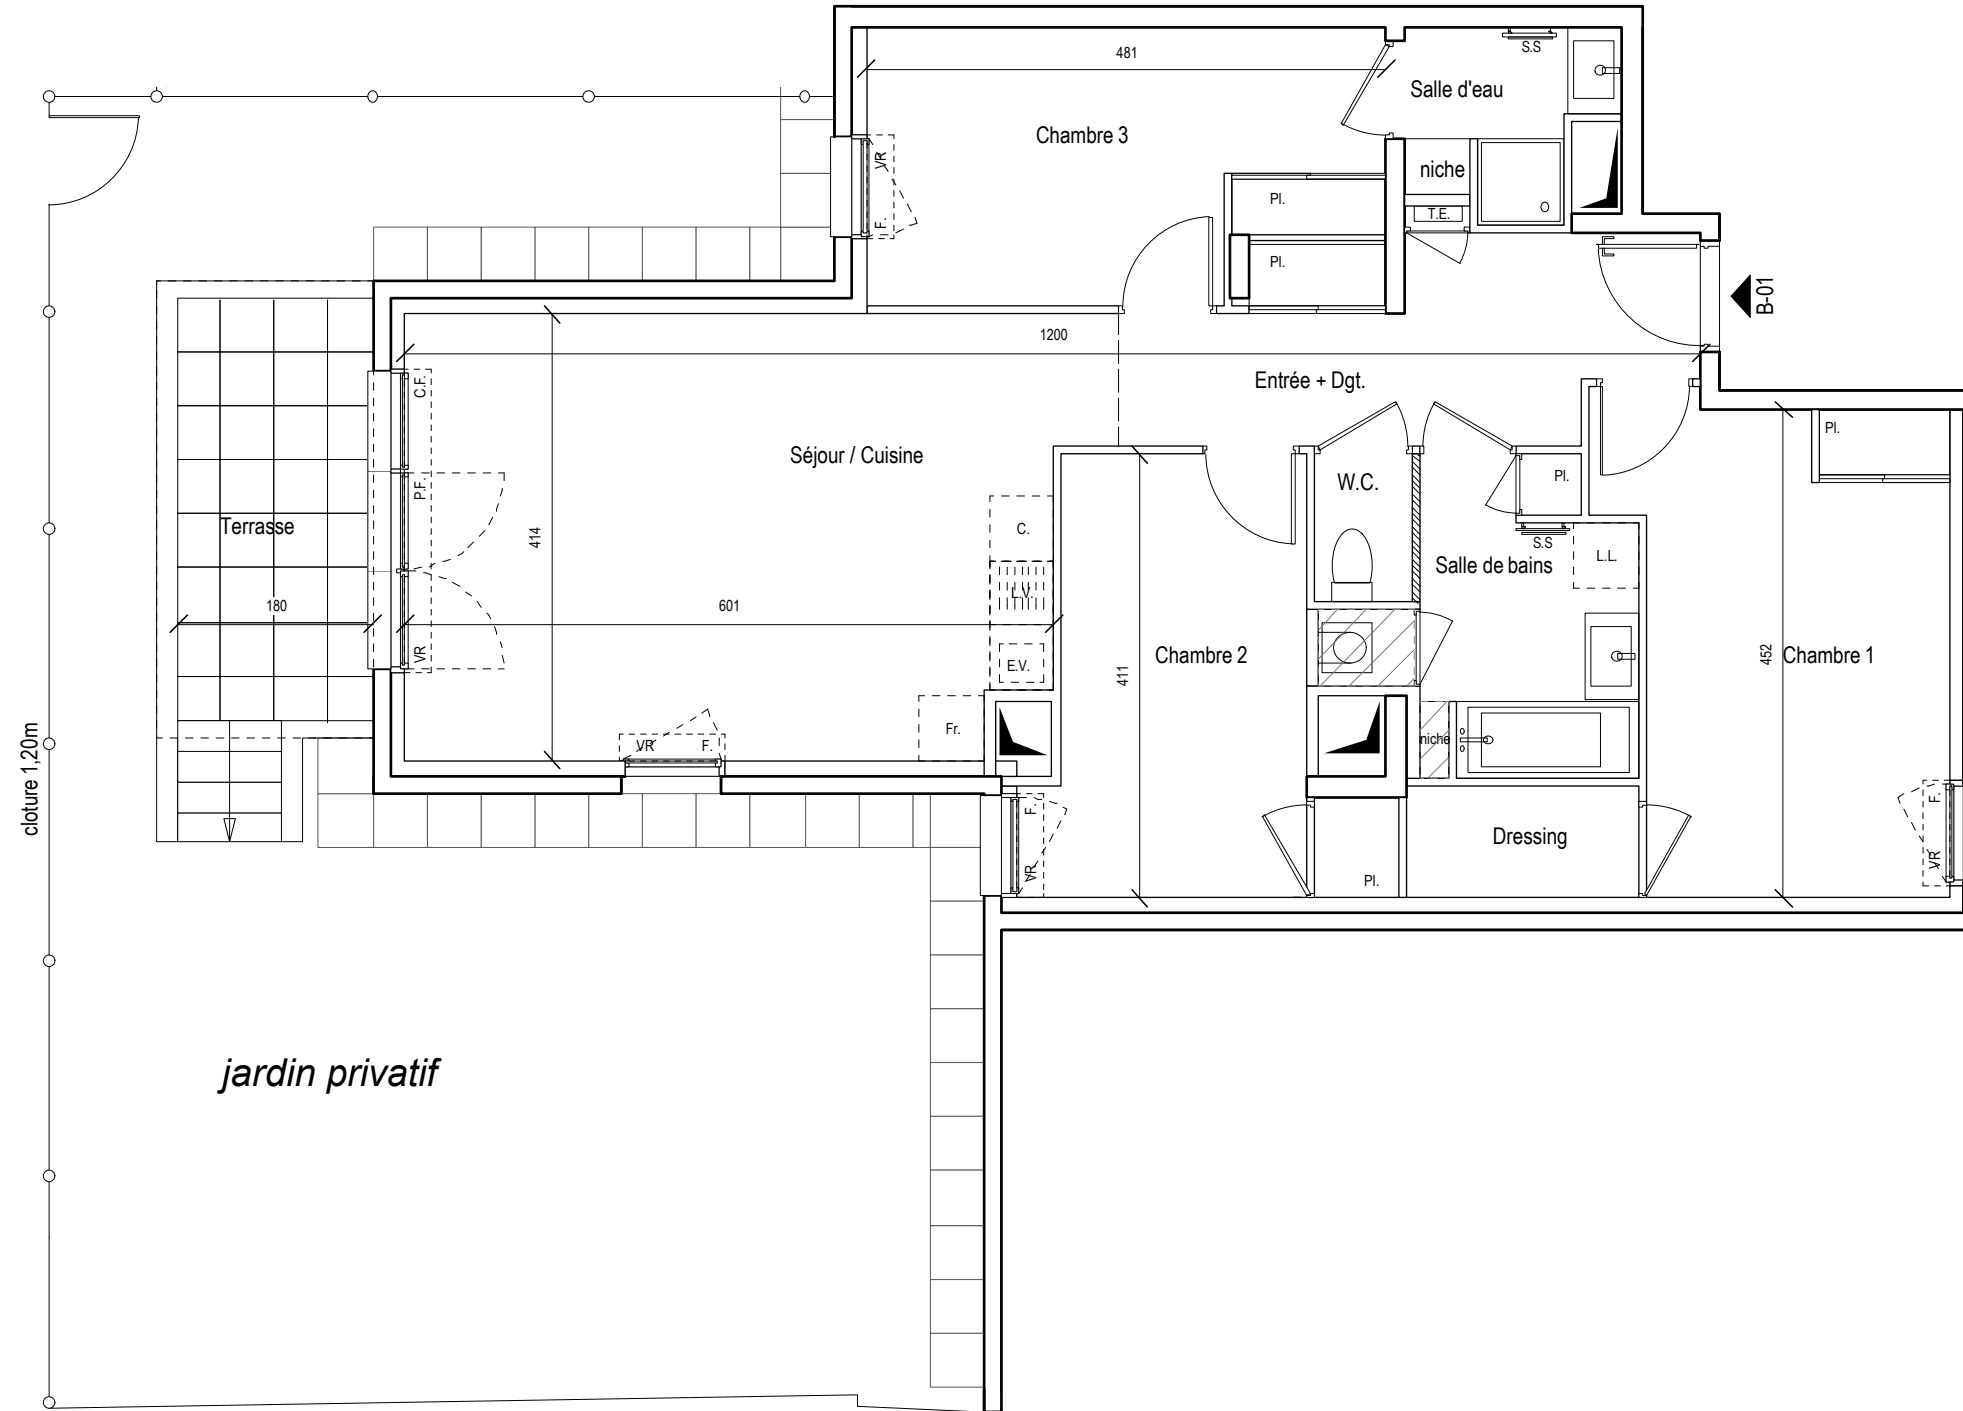 481
S.S
Salle d'eau
Chambre 3
VR
F.
niche
Pl.
T.E.
Pl.
B-01
1200
Entrée + Dgt.
C.F.
P.F.
VR
Séjour / Cuisine
Pl.
W.C.
Pl.
Terrasse
414
C.
S.S
L.L.
Salle de bains
L.V.
180
601
E.V.
Chambre 2
411
452
Chambre 1
cloture 1,20m
VR
F.
Fr.
niche
F.
VR
Dressing
F.
VR
Pl.
jardin privatif